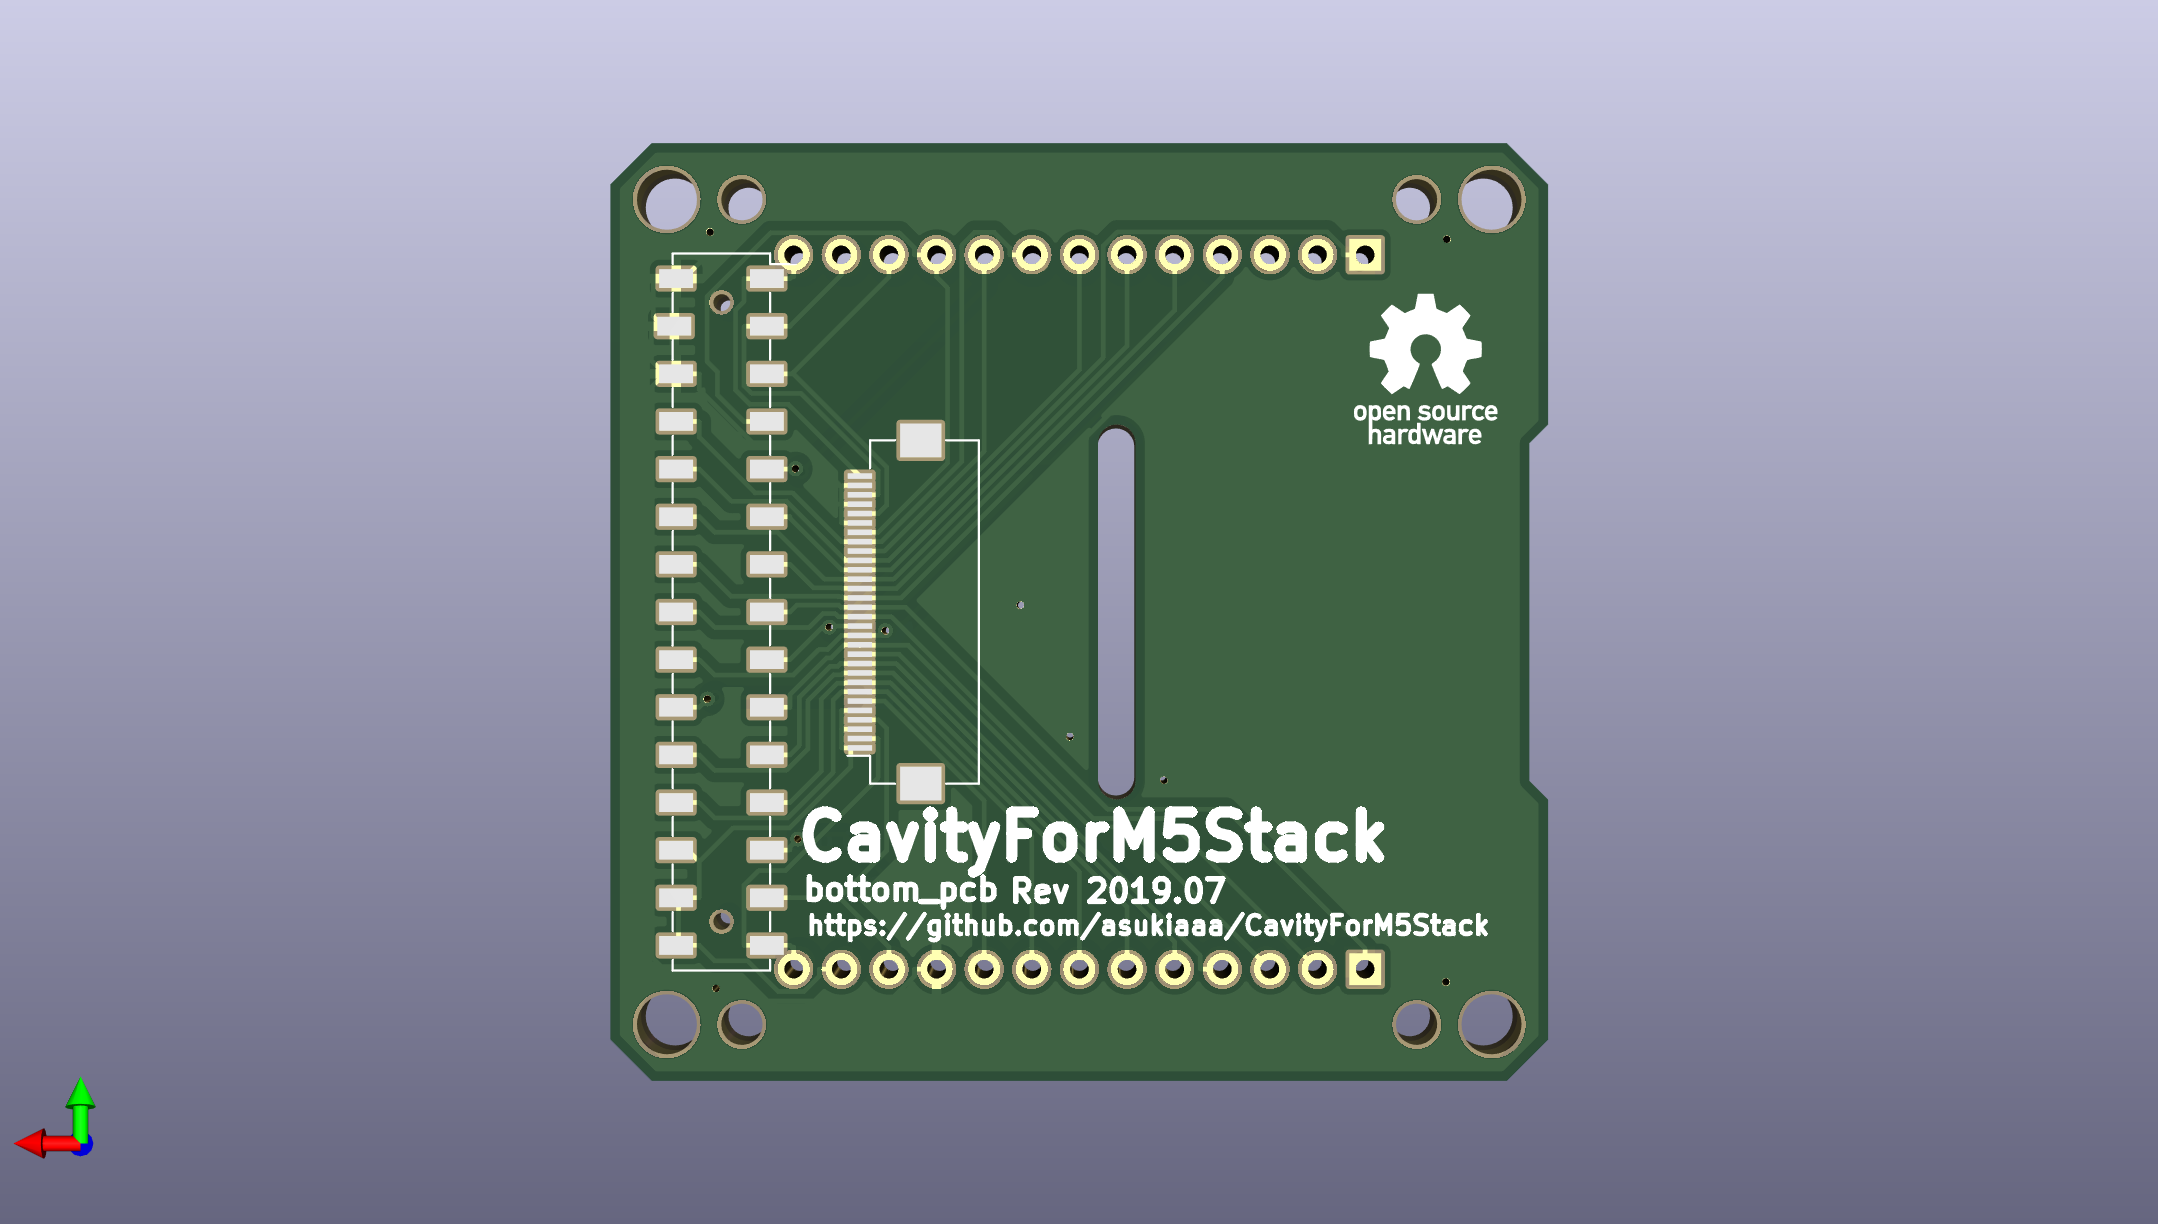 open source
hardware
CavityForM5Stack
bottom_pcb Rev 2019.07
https://github.com/asukiaaa/CavityForM5Stack